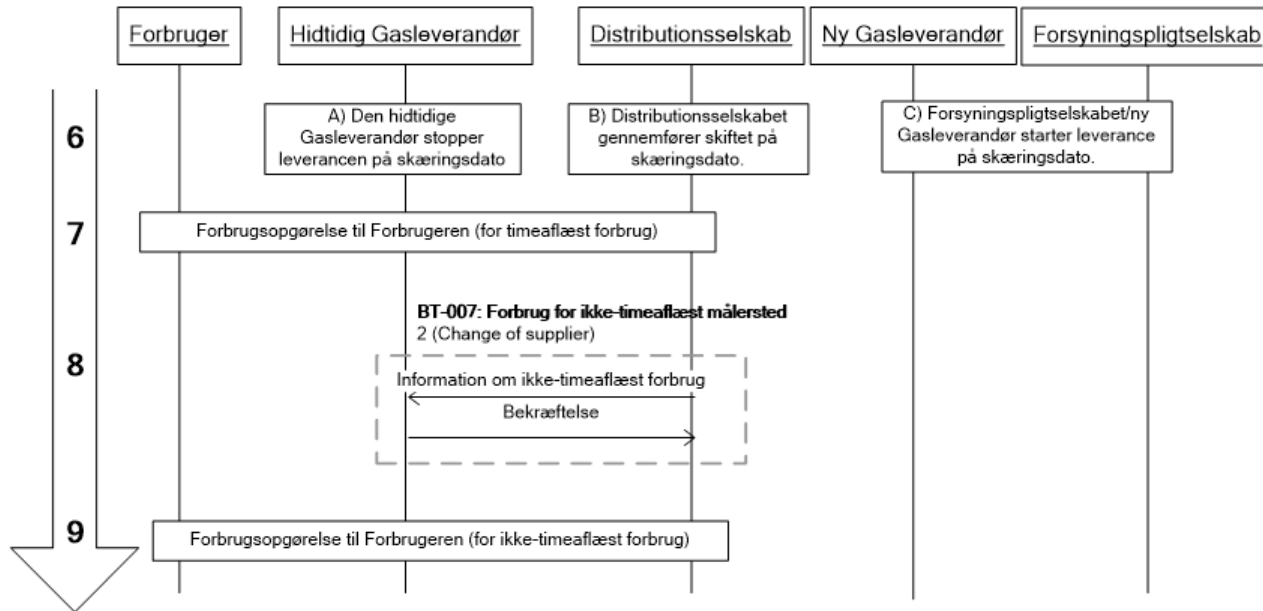 Forbruger
Hidtidig Gasleverandør
Distributionsselskab
Ny Gasleverandør
Forsyningspligtselskab
6
A) Den hidtidige
Gasleverandør stopper
leverancen på skæringsdato
B) Distributionsselskabet
gennemfører skiftet på
skæringsdato.
C) Forsyningspligtselskabet/ny
Gasleverandør starter leverance
på skæringsdato.
7
Forbrugsopgørelse til Forbrugeren (for timeaflæst forbrug)
BT-007: Forbrug for ikke-timeaflæst målersted
2 (Change of supplier)
8
Information om ikke-timeaflæst forbrug
Bekræftelse
9
Forbrugsopgørelse til Forbrugeren (for ikke-timeaflæst forbrug)